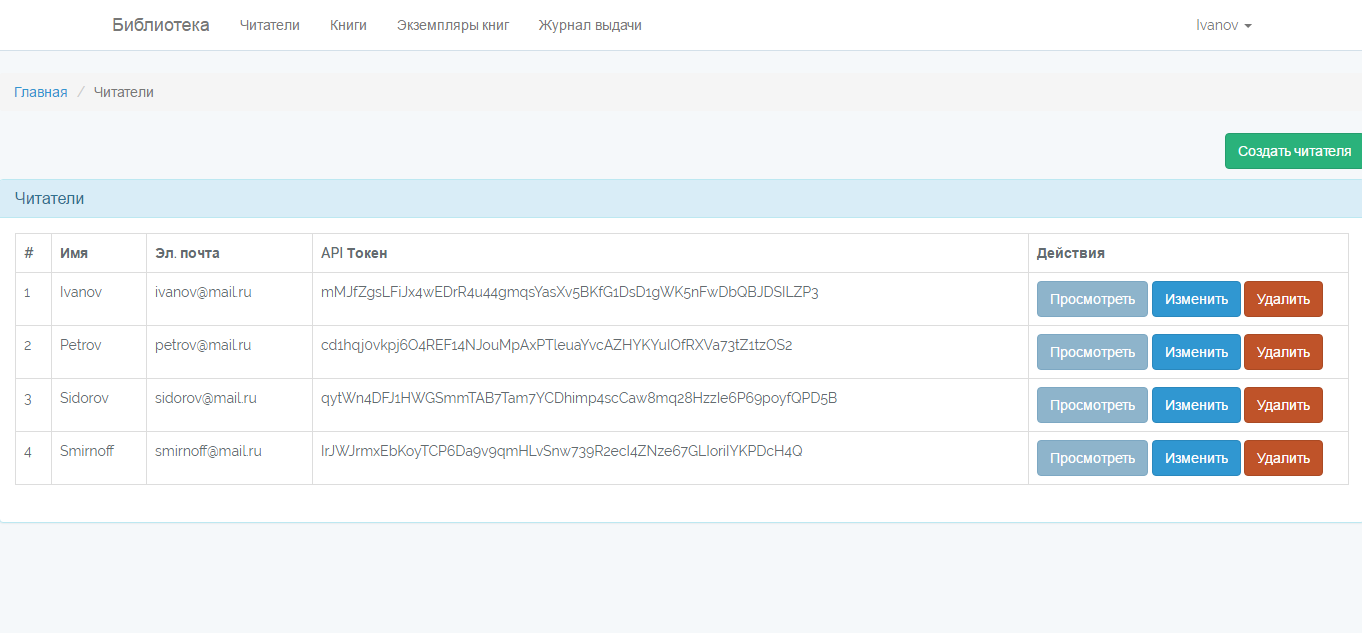 Библиотека Читатели Книги Экземпляры книг Журнал выдачи Ivanov
Главная / Читатели
Создать читателя
Читатели
# Имя Эл. почта API Токен Действия
1 Ivanov ivanov@mail.ru mMJfZgsLFiJx4wEDrR4u44gmqsYasXv5BKfG1DsD1gWK5nFwDbQBJDSILZP3 Просмотреть Изменить Удалить
2 Petrov petrov@mail.ru cd1hqj0vkpj6O4REF14NJouMpAxPTleuaYvcAZHYKYuIOfRXVa73tZ1tzOS2 Просмотреть Изменить Удалить
3 Sidorov sidorov@mail.ru qytWn4DFJ1HWGSmmTAB7Tam7YCDhimp4scCaw8mq28HzzIe6P69poyfQPD5B Просмотреть Изменить Удалить
4 Smirnoff smirnoff@mail.ru IrJWJrmxEbKoyTCP6Da9v9qmHLvSnw739R2ecI4ZNze67GLIoriIYKPDcH4Q Просмотреть Изменить Удалить